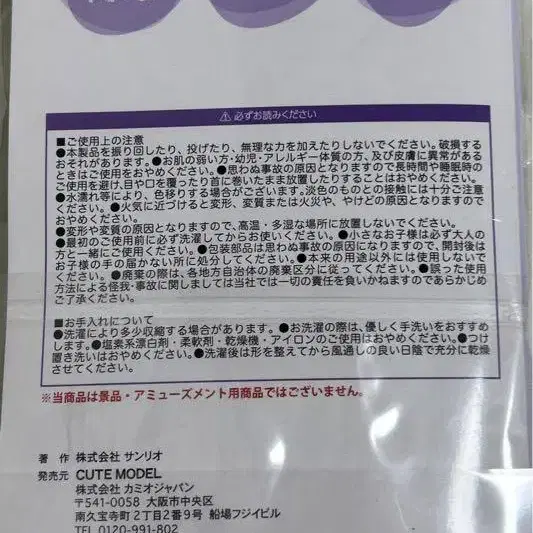 ⚠必ずお読みください
■ご使用上の注意
●本製品を振り回したり、投げたり、無理な力を加えたりしないでください。破損する
おそれがあります。●お肌の弱い方・幼児・アレルギー体質の方、及び皮膚に異常がある
ときはご使用をおやめください。●思わぬ事故の原因となりますので長時間や睡眠時の
ご使用を避け、目や口を覆ったり首に巻いたまま放置したりすることはおやめください。
●水濡れ等により、色移りする場合がございます。淡色のものとの接触には十分ご注意
ください。●火気に近づけると変形、変質または火災や、やけどの原因となりますので
おやめください。
●変形や変質の原因となりますので、高温・多湿な場所に放置しないでください。
●最初のご使用前に必ず洗濯してからお使いください。●小さなお子様は必ず大人の
方と一緒にご使用ください。●包装部品は思わぬ事故の原因になりますので、開封後は
お子様の手の届かない所に処分してください。●本来の用途以外には使用しないで
ください。●廃棄の際は、各地方自治体の廃棄区分に従ってください。●誤った使用
方法による怪我・事故に関しましては当社では一切の責任を負いかねますのであらかじめ
ご了承ください。
■お手入れについて
●洗濯により多少収縮する場合があります。●お洗濯の際は、優しく手洗いをおすすめ
します。●塩素系漂白剤・柔軟剤・乾燥機・アイロンのご使用はおやめください。●つけ
置き洗いはおやめください。●洗濯後は形を整えてから風通しの良い日陰で充分に乾燥
させてください。
※当商品は景品・アミューズメント用商品ではございません。
著 作 株式会社 サンリオ
発売元 CUTE MODEL
株式会社 カミオジャパン
〒541-0058 大阪市中央区
南久宝寺町2丁目2番9号 船場フジイビル
TEL 0120-991-802